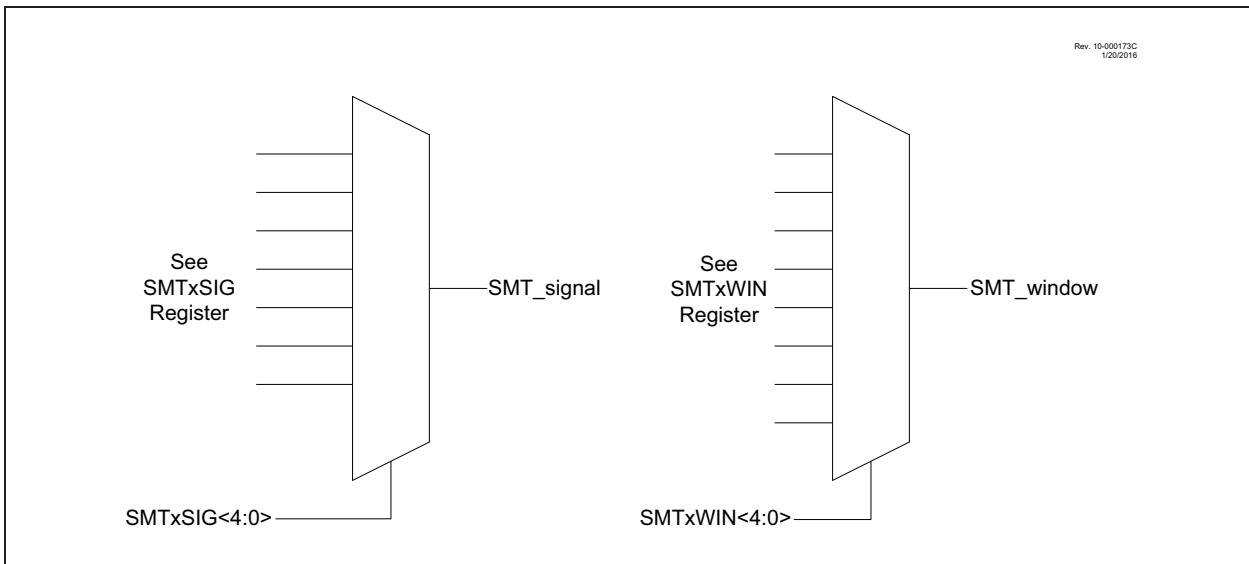 Rev. 10-000173C
1/20/2016
See
SMTxSIG
Register
SMT_signal
See
SMTxWIN
Register
SMT_window
SMTxSIG<4:0>
SMTxWIN<4:0>